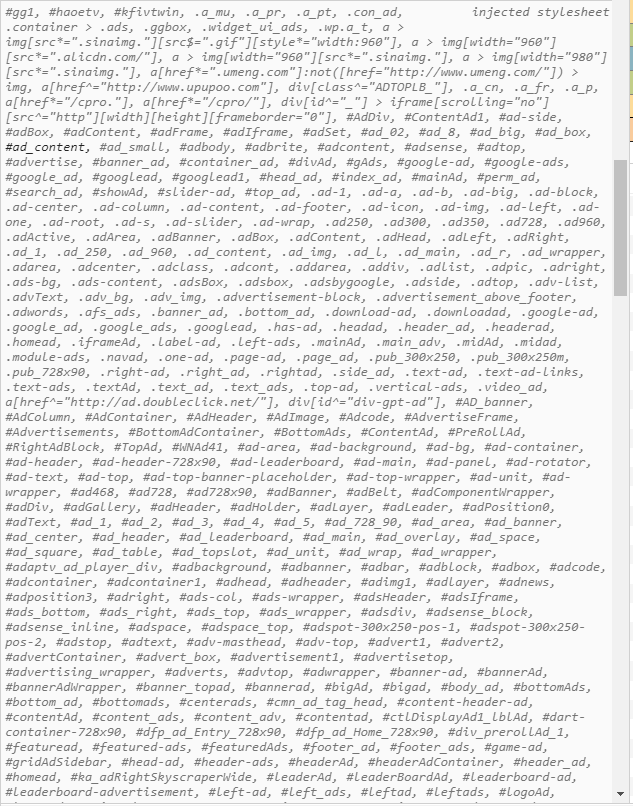 #gg1, #haoetv, #kfivtwin, .a_mu, .a_pr, .a_pt, .con_ad, injected stylesheet
.container > .ads, .ggbox, .widget_ui_ads, .wp.a_t, a >
img[src*=".sinaimg."][src$=".gif"][style*="width:960"], a > img[width="960"]
[src*=".alicdn.com/"], a > img[width="960"][src*=".sinaimg."], a > img[width="980"]
[src*=".sinaimg."], a[href*=".umeng.com"]:not([href="http://www.umeng.com/"]) >
img, a[href^="http://www.upupoo.com"], div[class^="ADTOPLB_"], .a_cn, .a_fr, .a_p,
a[href*="/cpro."], a[href*="/cpro/"], div[id^="_"] > iframe[scrolling="no"]
[src^="http"][width][height][frameborder="0"], #AdDiv, #ContentAd1, #ad-side,
#adBox, #adContent, #adFrame, #adIframe, #adSet, #ad_02, #ad_8, #ad_big, #ad_box,
#ad_content, #ad_small, #adbody, #adbrite, #adcontent, #adsense, #adtop,
#advertise, #banner_ad, #container_ad, #divAd, #gAds, #google-ad, #google-ads,
#google_ad, #googlead, #googlead1, #head_ad, #index_ad, #mainAd, #perm_ad,
#search_ad, #showAd, #slider-ad, #top_ad, .ad-1, .ad-a, .ad-b, .ad-big, .ad-block,
.ad-center, .ad-column, .ad-content, .ad-footer, .ad-icon, .ad-img, .ad-left, .ad-
one, .ad-root, .ad-s, .ad-slider, .ad-wrap, .ad250, .ad300, .ad350, .ad728, .ad960,
.adActive, .adArea, .adBanner, .adBox, .adContent, .adHead, .adLeft, .adRight,
.ad_1, .ad_250, .ad_960, .ad_content, .ad_img, .ad_l, .ad_main, .ad_r, .ad_wrapper,
.adarea, .adcenter, .adclass, .adcont, .addarea, .addiv, .adlist, .adpic, .adright,
.ads-bg, .ads-content, .adsBox, .adsbox, .adsbygoogle, .adside, .adtop, .adv-list,
.advText, .adv_bg, .adv_img, .advertisement-block, .advertisement_above_footer,
.adwords, .afs_ads, .banner_ad, .bottom_ad, .download-ad, .downloadad, .google-ad,
.google_ad, .google_ads, .googlead, .has-ad, .headad, .header_ad, .headerad,
.homead, .iframeAd, .label-ad, .left-ads, .mainAd, .main_adv, .midAd, .midad,
.module-ads, .navad, .one-ad, .page-ad, .page_ad, .pub_300x250, .pub_300x250m,
.pub_728x90, .right-ad, .right_ad, .rightad, .side_ad, .text-ad, .text-ad-links,
.text-ads, .textAd, .text_ad, .text_ads, .top-ad, .vertical-ads, .video_ad,
a[href^="http://ad.doubleclick.net/"], div[id^="div-gpt-ad"], #AD_banner,
#AdColumn, #AdContainer, #AdHeader, #AdImage, #Adcode, #AdvertiseFrame,
#Advertisements, #BottomAdContainer, #BottomAds, #ContentAd, #PreRollAd,
#RightAdBlock, #TopAd, #WNAd41, #ad-area, #ad-background, #ad-bg, #ad-container,
#ad-header, #ad-header-728x90, #ad-leaderboard, #ad-main, #ad-panel, #ad-rotator,
#ad-text, #ad-top, #ad-top-banner-placeholder, #ad-top-wrapper, #ad-unit, #ad-
wrapper, #ad468, #ad728, #ad728x90, #adBanner, #adBelt, #adComponentWrapper,
#adDiv, #adGallery, #adHeader, #adHolder, #adLayer, #adLeader, #adPosition0,
#adText, #ad_1, #ad_2, #ad_3, #ad_4, #ad_5, #ad_728_90, #ad_area, #ad_banner,
#ad_center, #ad_header, #ad_leaderboard, #ad_main, #ad_overlay, #ad_space,
#ad_square, #ad_table, #ad_topslot, #ad_unit, #ad_wrap, #ad_wrapper,
#adaptv_ad_player_div, #adbackground, #adbanner, #adbar, #adblock, #adbox, #adcode,
#adcontainer, #adcontainer1, #adhead, #adheader, #adimg1, #adlayer, #adnews,
#adposition3, #adright, #ads-col, #ads-wrapper, #adsHeader, #adsIframe,
#ads_bottom, #ads_right, #ads_top, #ads_wrapper, #adsdiv, #adsense_block,
#adsense_inline, #adspace, #adspace_top, #adspot-300x250-pos-1, #adspot-300x250-
pos-2, #adstop, #adtext, #adv-masthead, #adv-top, #advert1, #advert2,
#advertContainer, #advert_box, #advertisement1, #advertisetop,
#advertising_wrapper, #adverts, #advtop, #adwrapper, #banner-ad, #bannerAd,
#bannerAdWrapper, #banner_topad, #bannerad, #bigAd, #bigad, #body_ad, #bottomAds,
#bottom_ad, #bottomads, #centerads, #cmn_ad_tag_head, #content-header-ad,
#contentAd, #content_ads, #content_adv, #contentad, #ctlDisplayAd1_lblAd, #dart-
container-728x90, #dfp_ad_Entry_728x90, #dfp_ad_Home_728x90, #div_prerollAd_1,
#featuread, #featured-ads, #featuredAds, #footer_ad, #footer_ads, #game-ad,
#gridAdSidebar, #head-ad, #header-ads, #headerAd, #headerAdContainer, #header_ad,
#homead, #ka_adRightSkyscraperWide, #leaderAd, #leaderBoardAd, #leaderboard-ad,
#leaderboard-advertisement, #left-ad, #left_ads, #leftad, #leftads, #logoAd,